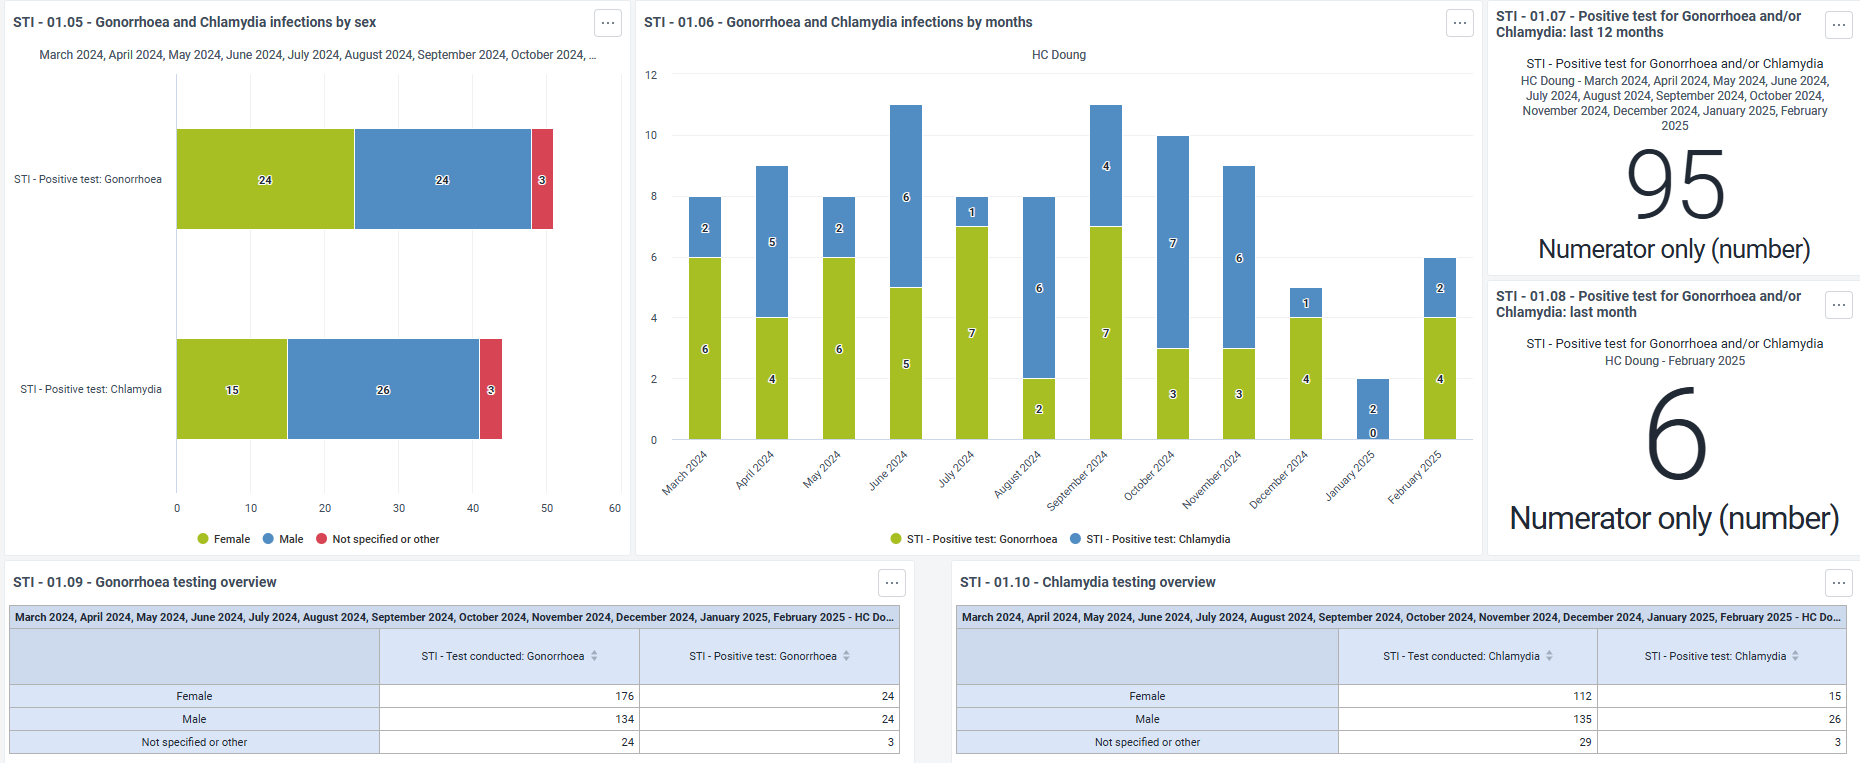 STI - 01.05 - Gonorrhoea and Chlamydia infections by sex
March 2024, April 2024, May 2024, June 2024, July 2024, August 2024, September 2024, October 2024, ...
STI - Positive test: Gonorrhoea
24
24
3
STI - Positive test: Chlamydia
15
26
3
0
10
20
30
40
50
60
Female
Male
Not specified or other
STI - 01.06 - Gonorrhoea and Chlamydia infections by months
HC Doung
12
10
8
6
4
2
0
2
5
2
6
1
6
4
7
6
1
2
2
6
4
6
5
7
2
7
3
3
4
0
4
March 2024
April 2024
May 2024
June 2024
July 2024
August 2024
September 2024
October 2024
November 2024
December 2024
January 2025
February 2025
STI - Positive test: Gonorrhoea
STI - Positive test: Chlamydia
STI - 01.07 - Positive test for Gonorrhoea and/or
Chlamydia: last 12 months
STI - Positive test for Gonorrhoea and/or Chlamydia
HC Doung - March 2024, April 2024, May 2024, June 2024,
July 2024, August 2024, September 2024, October 2024,
November 2024, December 2024, January 2025, February
2025
95
Numerator only (number)
STI - 01.08 - Positive test for Gonorrhoea and/or
Chlamydia: last month
STI - Positive test for Gonorrhoea and/or Chlamydia
HC Doung - February 2025
6
Numerator only (number)
STI - 01.09 - Gonorrhoea testing overview
March 2024, April 2024, May 2024, June 2024, July 2024, August 2024, September 2024, October 2024, November 2024, December 2024, January 2025, February 2025 - HC Do...
STI - Test conducted: Gonorrhoea
STI - Positive test: Gonorrhoea
Female 176 24
Male 134 24
Not specified or other 24 3
STI - 01.10 - Chlamydia testing overview
March 2024, April 2024, May 2024, June 2024, July 2024, August 2024, September 2024, October 2024, November 2024, December 2024, January 2025, February 2025 - HC Do...
STI - Test conducted: Chlamydia
STI - Positive test: Chlamydia
Female 112 15
Male 135 26
Not specified or other 29 3